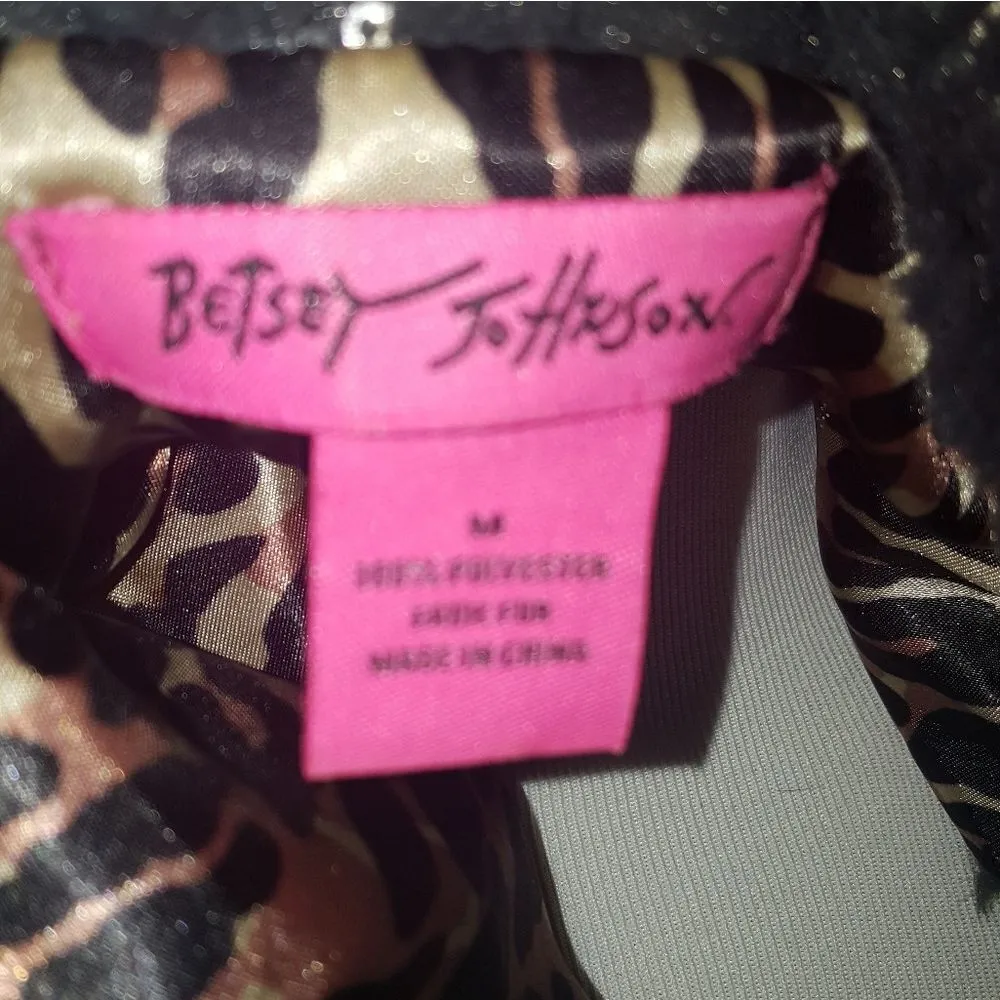 BETSEY JOHNSON.
M
100% POLYESTER
FAUX FUR
MADE IN CHINA